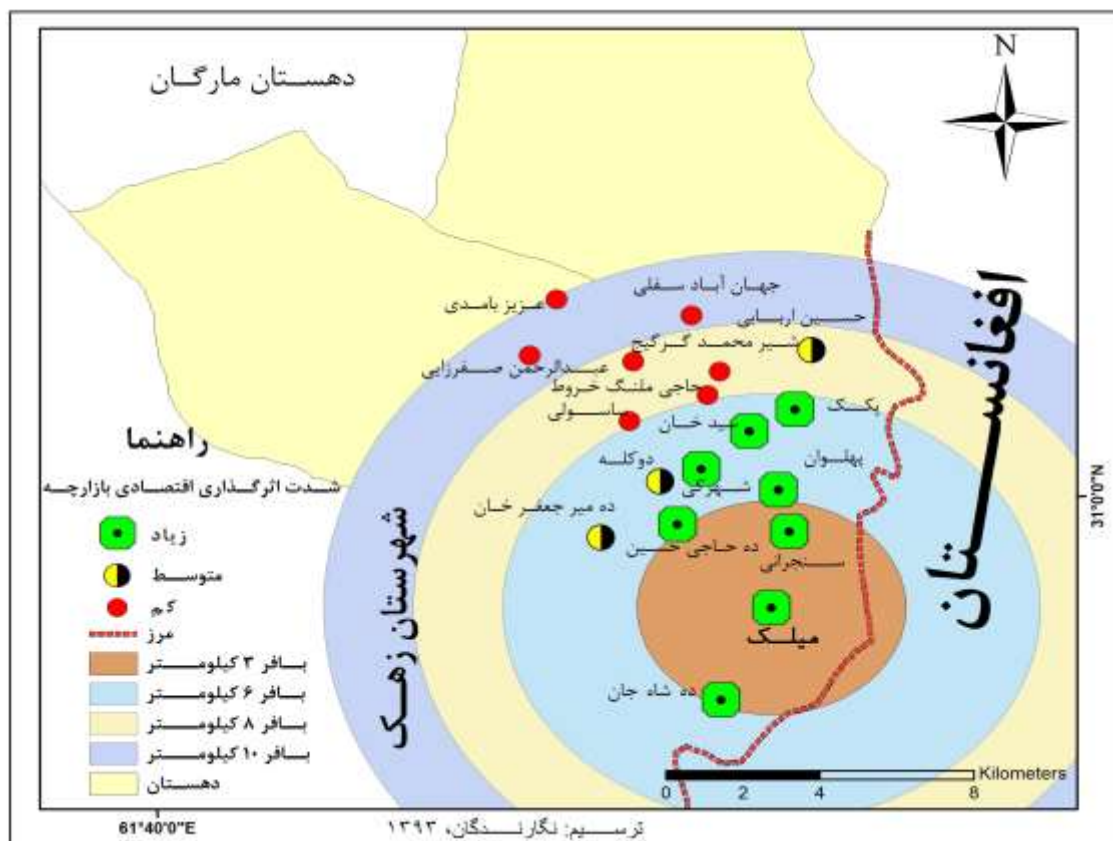 N
دهستان مارگان
جهان آباد سفلی
عزیز بامدی
حسین اربابی
شیر محمد گرگیج
عبدالرحمن صفرزایی
حاجی ملنگ خروط
ساسولی
یکک
سید خان
پهلوان
دوکله
شهرکی
ده میر جعفر خان
ده حاجی حسین
سنجرانی
میلک
ده شاه جان
افغانستان
شهرستان زهک
31°0'0"N
راهنما
شدت اثرگذاری اقتصادی بازارچه
زیاد
متوسط
کم
مرز
بافر ۳ کیلومتر
بافر ۶ کیلومتر
بافر ۸ کیلومتر
بافر ۱۰ کیلومتر
دهستان
Kilometers
0 2 4 8
61°40'0"E
ترسیم: نگارندگان، ۱۳۹۳